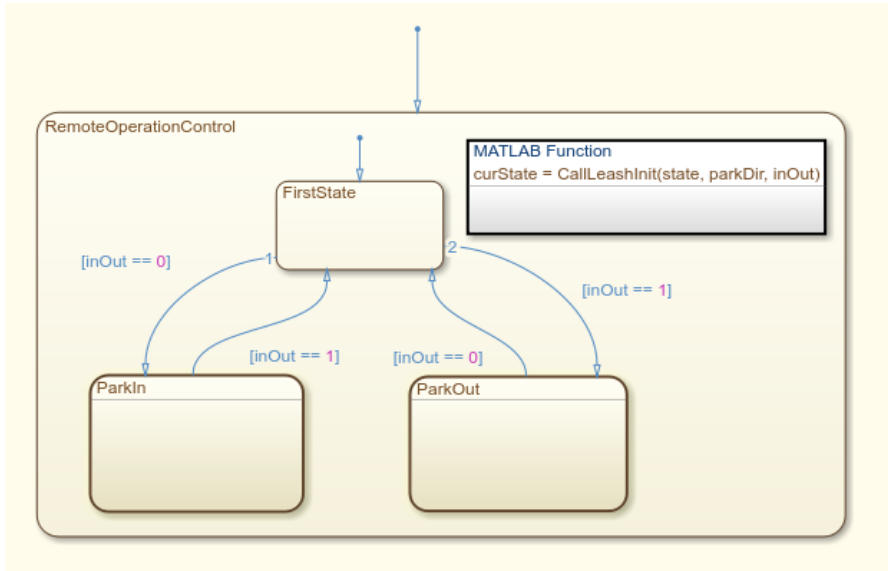 RemoteOperationControl
MATLAB Function
curState = CallLeashInit(state, parkDir, inOut)
FirstState
1
2
[inOut == 0]
[inOut == 1]
[inOut == 1]
[inOut == 0]
ParkIn
ParkOut